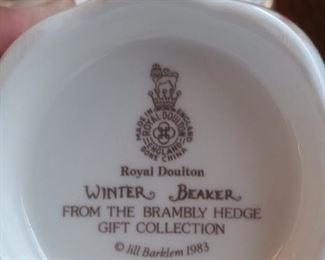 MADE IN ENGLAND
ROYAL DOULTON
ENGLAND
BONE CHINA
Royal Doulton
WINTER BEAKER
FROM THE BRAMBLY HEDGE
GIFT COLLECTION
© Jill Barklem 1983